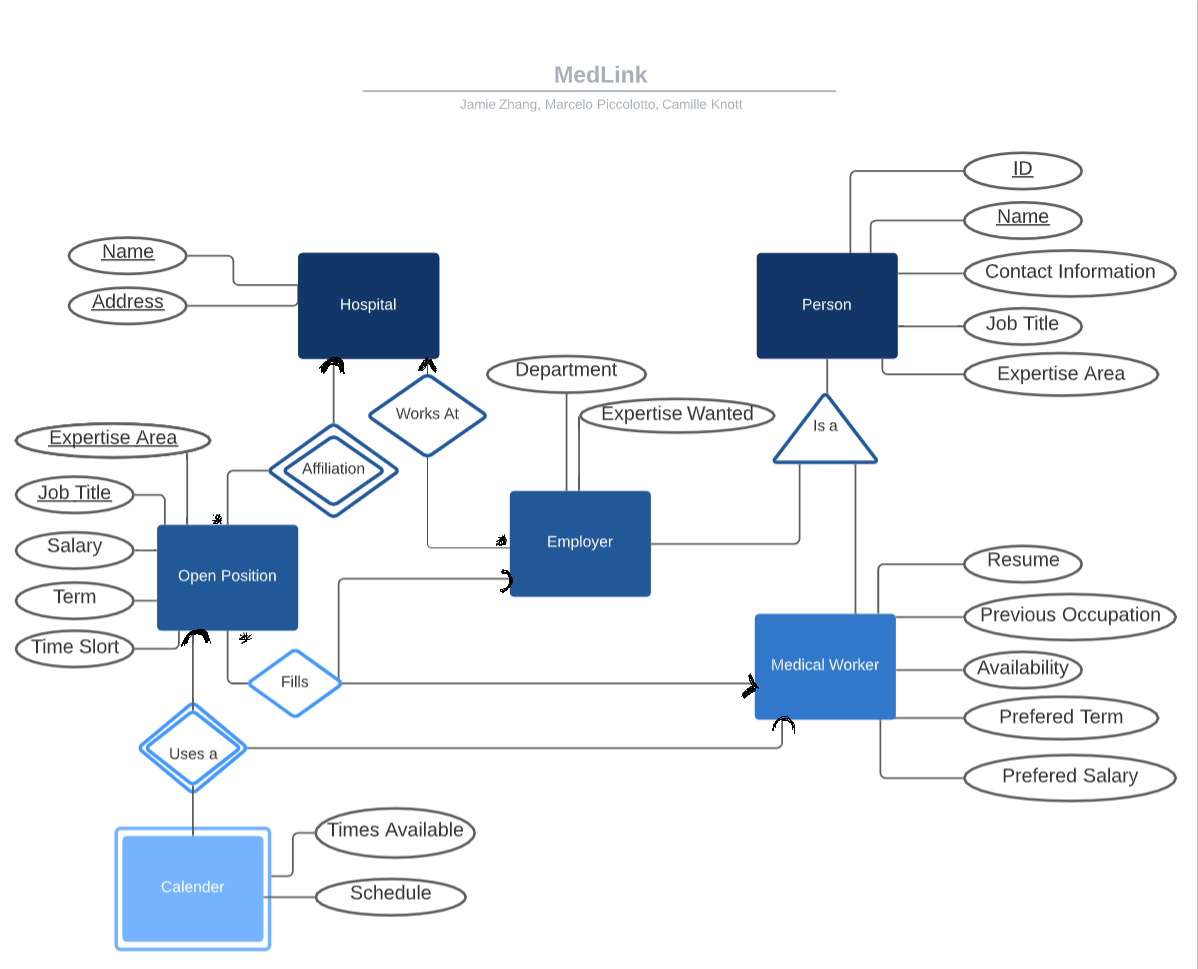 MedLink
Jamie Zhang, Marcelo Piccolotto, Camille Knott
ID
Name
Contact Information
Job Title
Expertise Area
Person
Name
Address
Hospital
Is a
Department
Expertise Wanted
Works At
Affiliation
Expertise Area
Job Title
Salary
Term
Time Slort
Open Position
Employer
Resume
Previous Occupation
Availability
Prefered Term
Prefered Salary
Medical Worker
Fills
Uses a
Times Available
Schedule
Calender